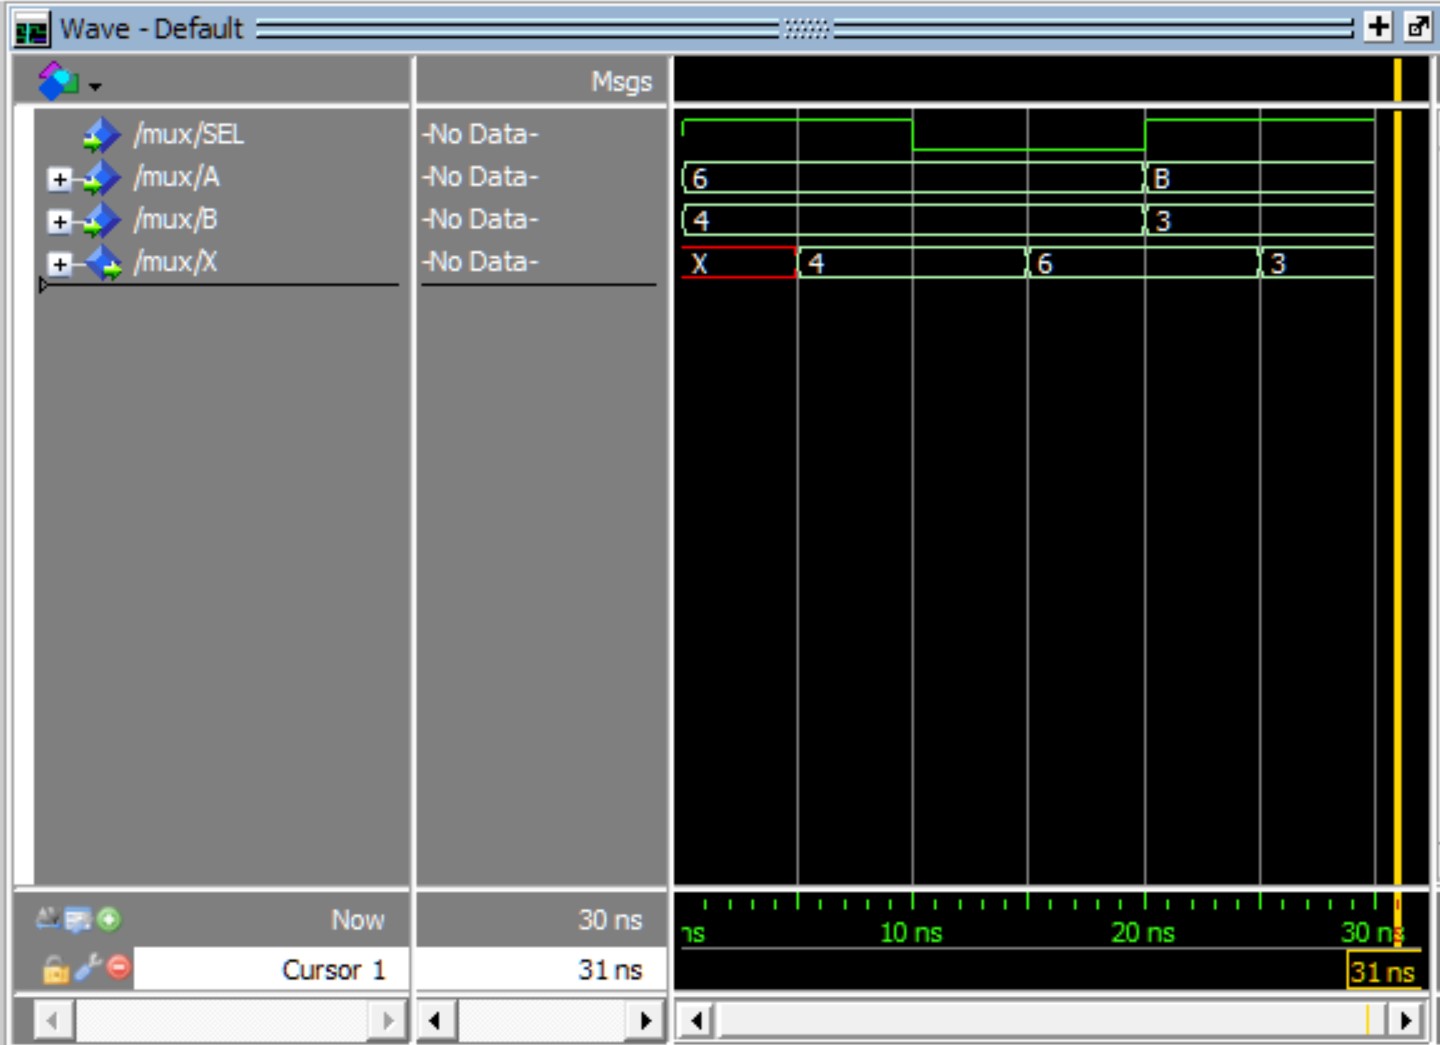 Wave - Default
Msgs
/mux/SEL -No Data-
/mux/A -No Data- 6 B
/mux/B -No Data- 4 3
/mux/X -No Data- X 4 6 3
Now 30 ns ns 10 ns 20 ns 30 ns
Cursor 1 31 ns 31 ns